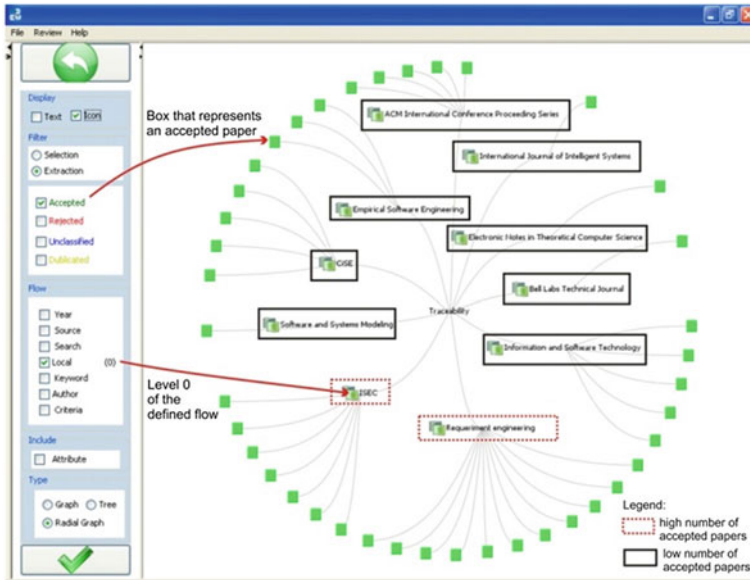 File Review Help
Display
Text Icon
Filter
Selection
Extraction
Accepted
Rejected
Unclassified
Dublicated
Flow
Year
Source
Search
Local (0)
Keyword
Author
Criteria
Include
Attribute
Type
Graph Tree
Radial Graph
Box that represents
an accepted paper
Level 0
of the
defined flow
ACM International Conference Proceeding Series
International Journal of Intelligent Systems
Empirical Software Engineering
Electronic Notes in Theoretical Computer Science
CiSE
Bell Labs Technical Journal
Traceability
Software and Systems Modeling
Information and Software Technology
ISEC
Requeriment engineering
Legend:
high number of
accepted papers
low number of
accepted papers